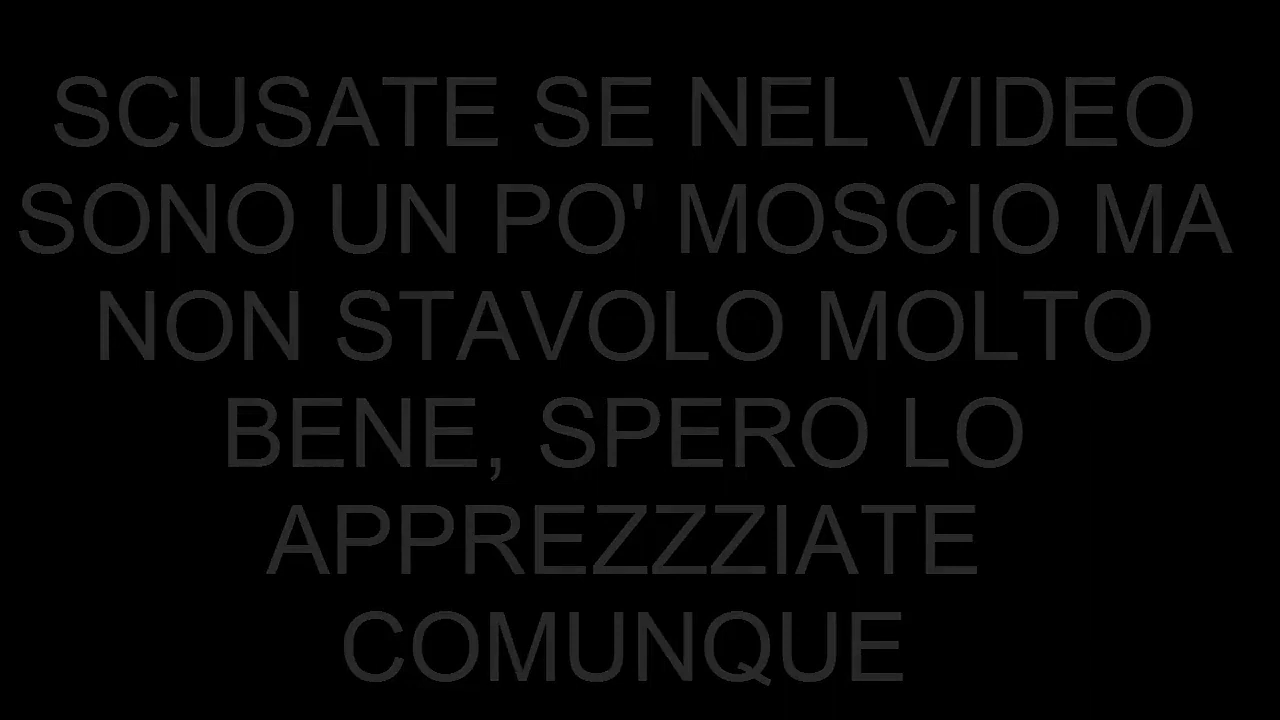 SCUSATE SE NEL VIDEO
SONO UN PO' MOSCIO MA
NON STAVOLO MOLTO
BENE, SPERO LO
APPREZZZIATE
COMUNQUE